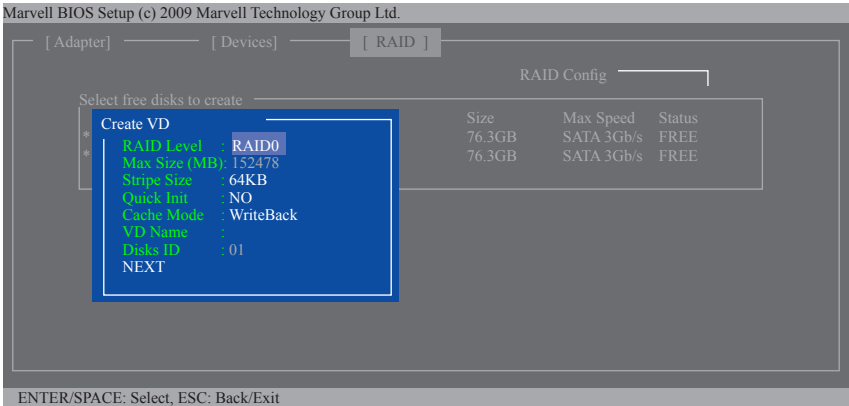 Marvell BIOS Setup (c) 2009 Marvell Technology Group Ltd.
[ Adapter] [ Devices] [ RAID ]
RAID Config
Select free disks to create
Size Max Speed Status
* 76.3GB SATA 3Gb/s FREE
* 76.3GB SATA 3Gb/s FREE
Create VD
RAID Level : RAID0
Max Size (MB): 152478
Stripe Size : 64KB
Quick Init : NO
Cache Mode : WriteBack
VD Name :
Disks ID : 01
NEXT
ENTER/SPACE: Select, ESC: Back/Exit